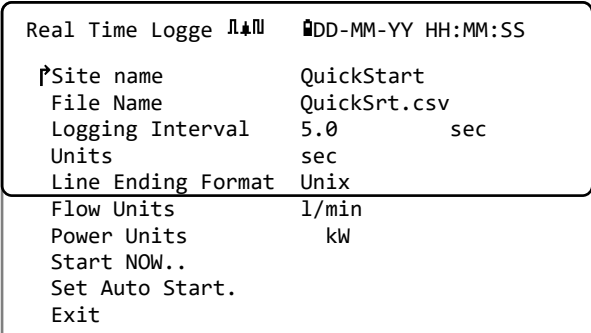 Real Time Logge DD-MM-YY HH:MM:SS
Site name QuickStart
File Name QuickSrt.csv
Logging Interval 5.0 sec
Units sec
Line Ending Format Unix
Flow Units l/min
Power Units kW
Start NOW..
Set Auto Start.
Exit